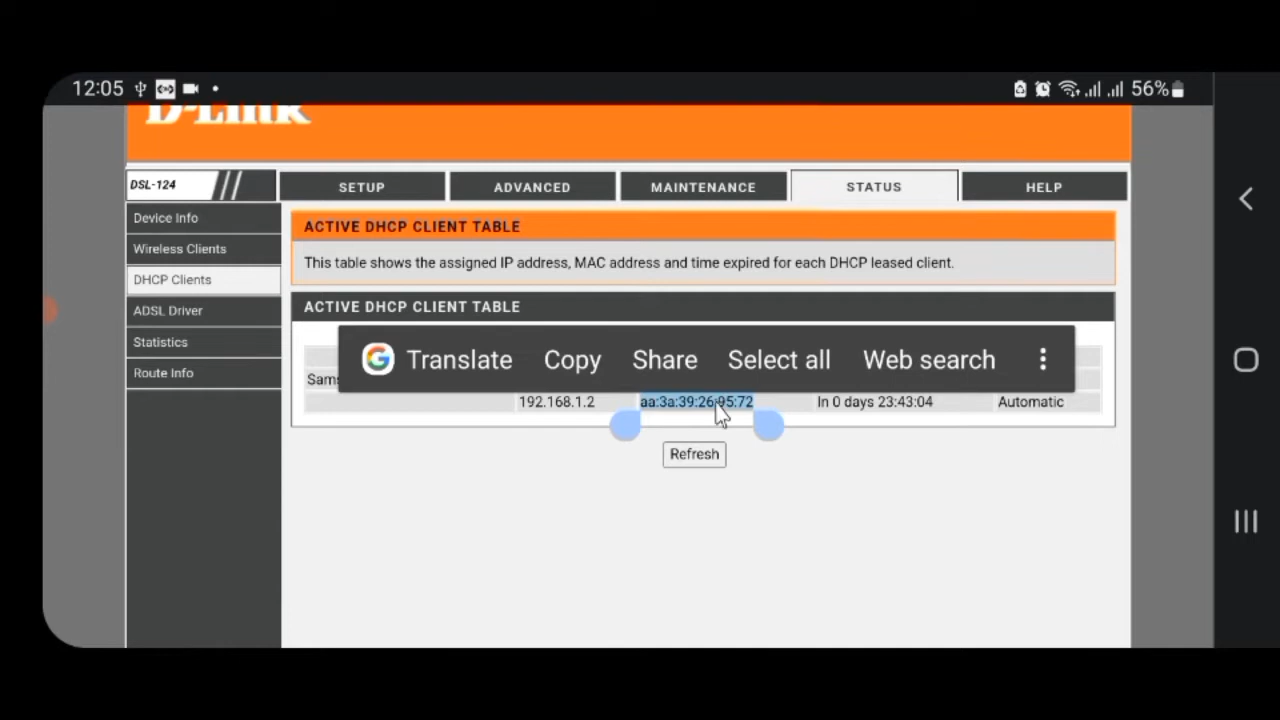 12:05 56%
D-Link
DSL-124 SETUP ADVANCED MAINTENANCE STATUS HELP
Device Info
Wireless Clients
DHCP Clients
ADSL Driver
Statistics
Route Info
ACTIVE DHCP CLIENT TABLE
This table shows the assigned IP address, MAC address and time expired for each DHCP leased client.
ACTIVE DHCP CLIENT TABLE
Translate Copy Share Select all Web search
192.168.1.2 aa:3a:39:26:95:72 In 0 days 23:43:04 Automatic
Refresh